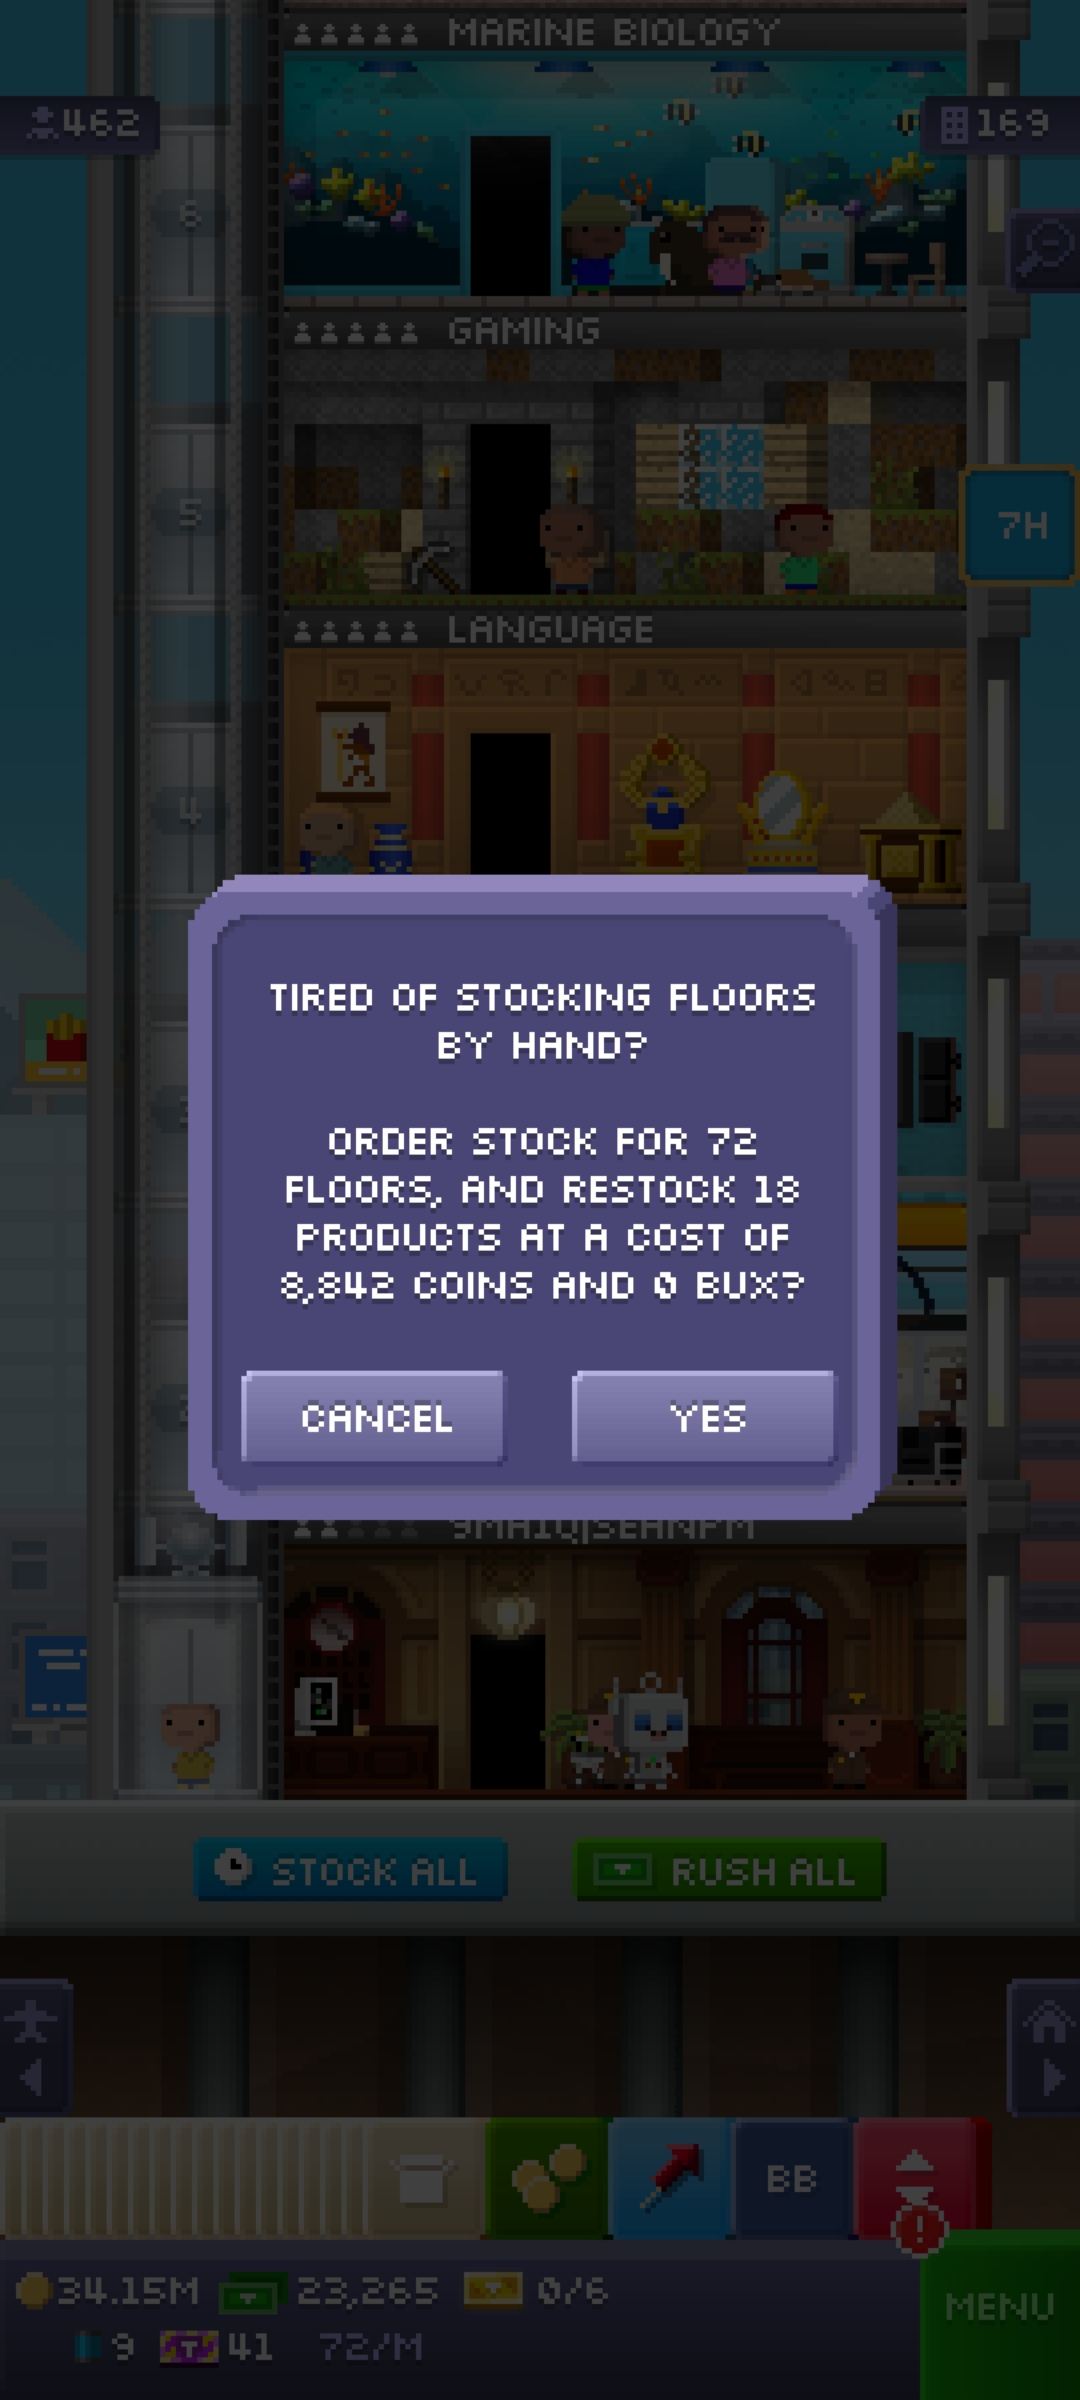 MARINE BIOLOGY
462
169
6
GAMING
5
7H
LANGUAGE
4
TIRED OF STOCKING FLOORS
BY HAND?
ORDER STOCK FOR 72
FLOORS, AND RESTOCK 18
PRODUCTS AT A COST OF
8,842 COINS AND 0 BUX?
CANCEL
YES
STOCK ALL
RUSH ALL
BB
34.15M
23,265
0/6
MENU
9
41
72/M